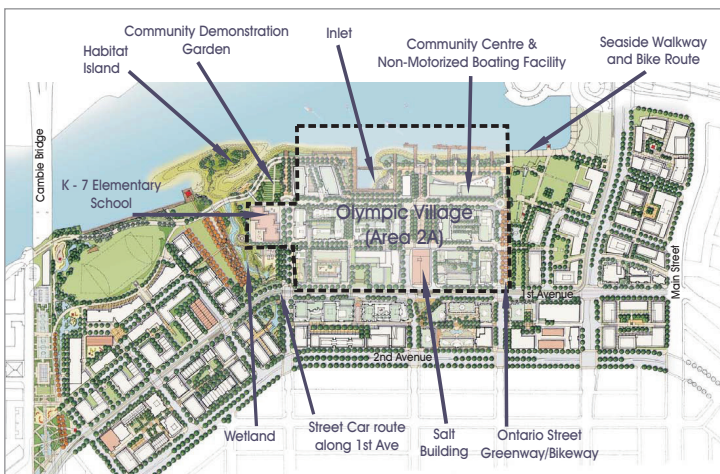 Community Demonstration
Garden
Inlet
Community Centre &
Non-Motorized Boating Facility
Seaside Walkway
and Bike Route
Habitat
Island
Cambie Bridge
K - 7 Elementary
School
Olympic Village
(Area 2A)
Main Street
1st Avenue
2nd Avenue
Wetland
Street Car route
along 1st Ave
Salt
Building
Ontario Street
Greenway/Bikeway